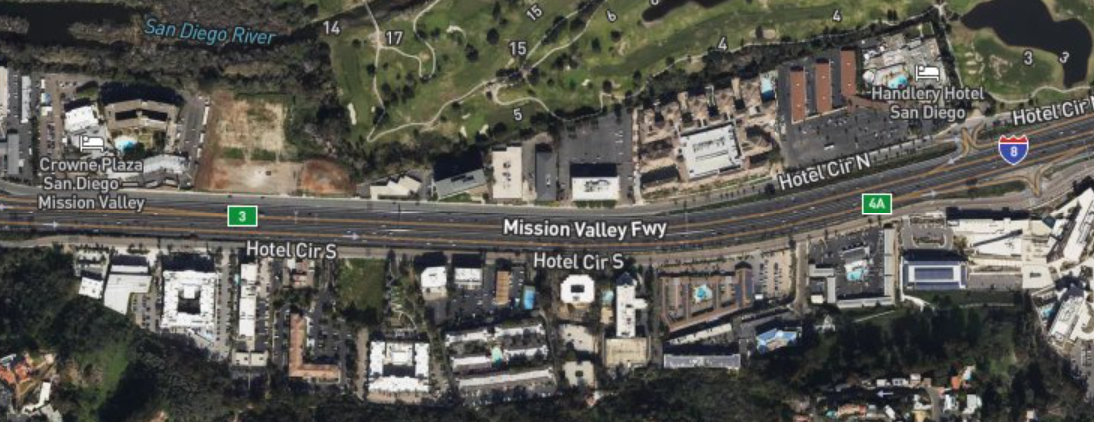 San Diego River
14
17
15
15
6
4
4
5
3
Handlery Hotel
San Diego
Hotel Cir
8
Crowne Plaza
San Diego
Mission Valley
Hotel Cir N
4A
3
Mission Valley Fwy
Hotel Cir S
Hotel Cir S